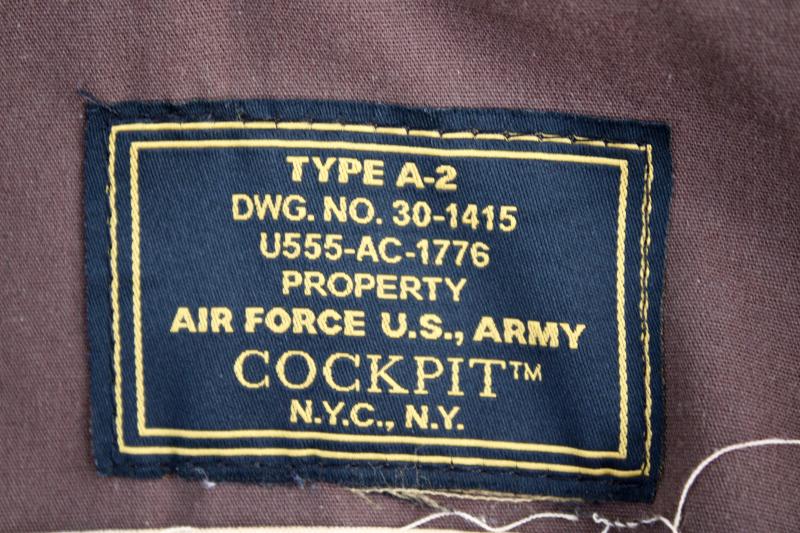 TYPE A-2
DWG. NO. 30-1415
U555-AC-1776
PROPERTY
AIR FORCE U.S., ARMY
COCKPIT™
N.Y.C., N.Y.